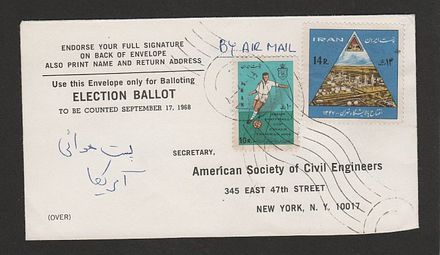 ENDORSE YOUR FULL SIGNATURE
ON BACK OF ENVELOPE
ALSO PRINT NAME AND RETURN ADDRESS
Use this Envelope only for Balloting
ELECTION BALLOT
TO BE COUNTED SEPTEMBER 17, 1968
BY AIR MAIL
IRAN
14R.
10R
پست هوائی
آمریکا
SECRETARY,
American Society of Civil Engineers
345 EAST 47th STREET
NEW YORK, N. Y. 10017
(OVER)